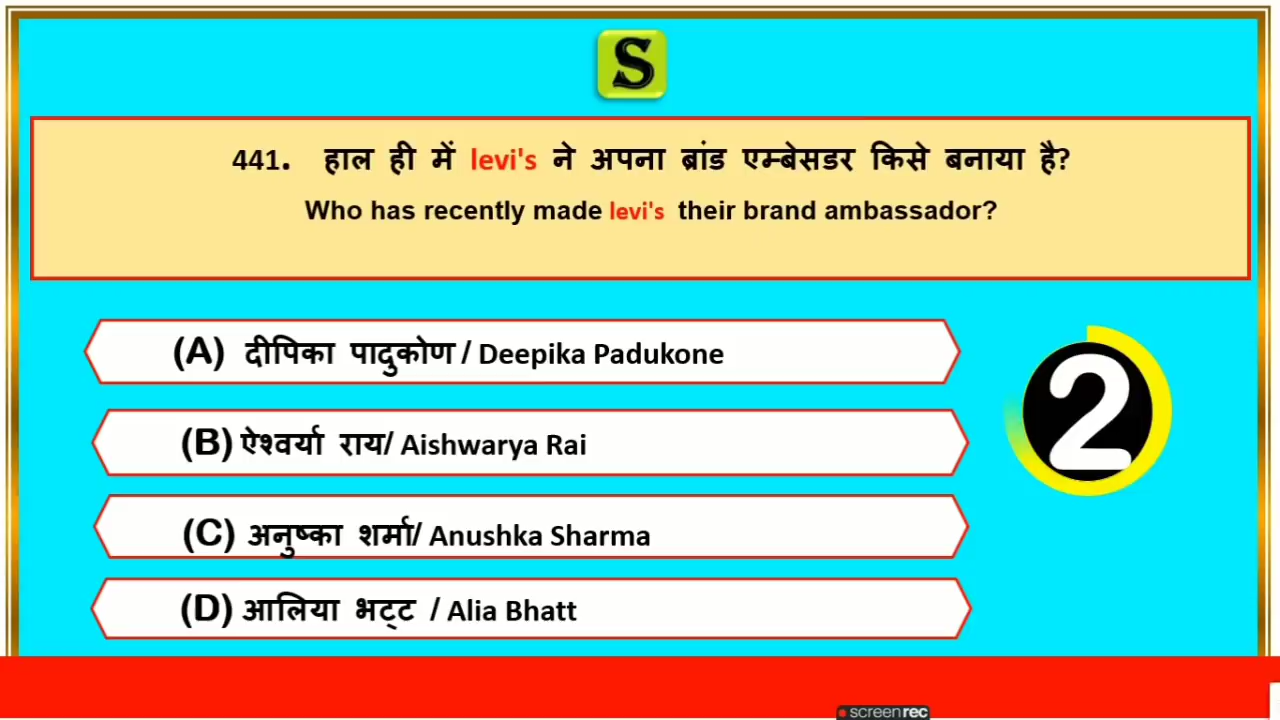 S
441. हाल ही में levi's ने अपना ब्रांड एम्बेसडर किसे बनाया है?
Who has recently made levi's their brand ambassador?
(A) दीपिका पादुकोण / Deepika Padukone
(B) ऐश्वर्या राय/ Aishwarya Rai
2
(C) अनुष्का शर्मा/ Anushka Sharma
(D) आलिया भट्ट / Alia Bhatt
screenrec